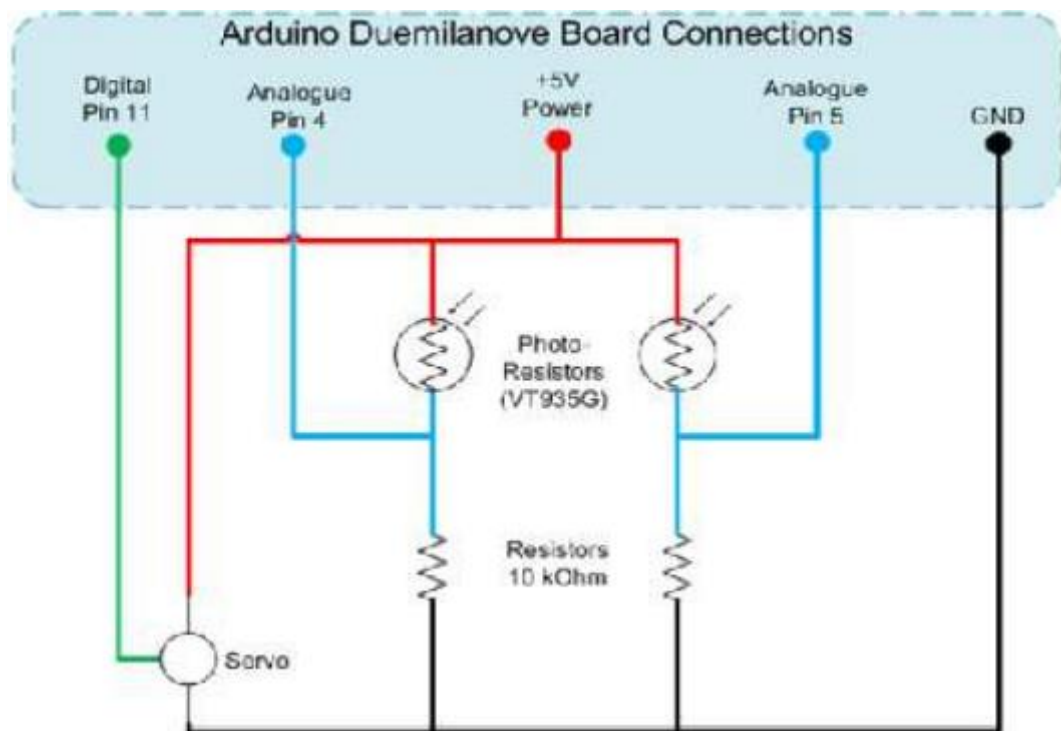 Arduino Duemilanove Board Connections
Digital
Pin 11
Analogue
Pin 4
+5V
Power
Analogue
Pin 5
GND
Photo-
Resistors
(VT935G)
Resistors
10 kOhm
Servo